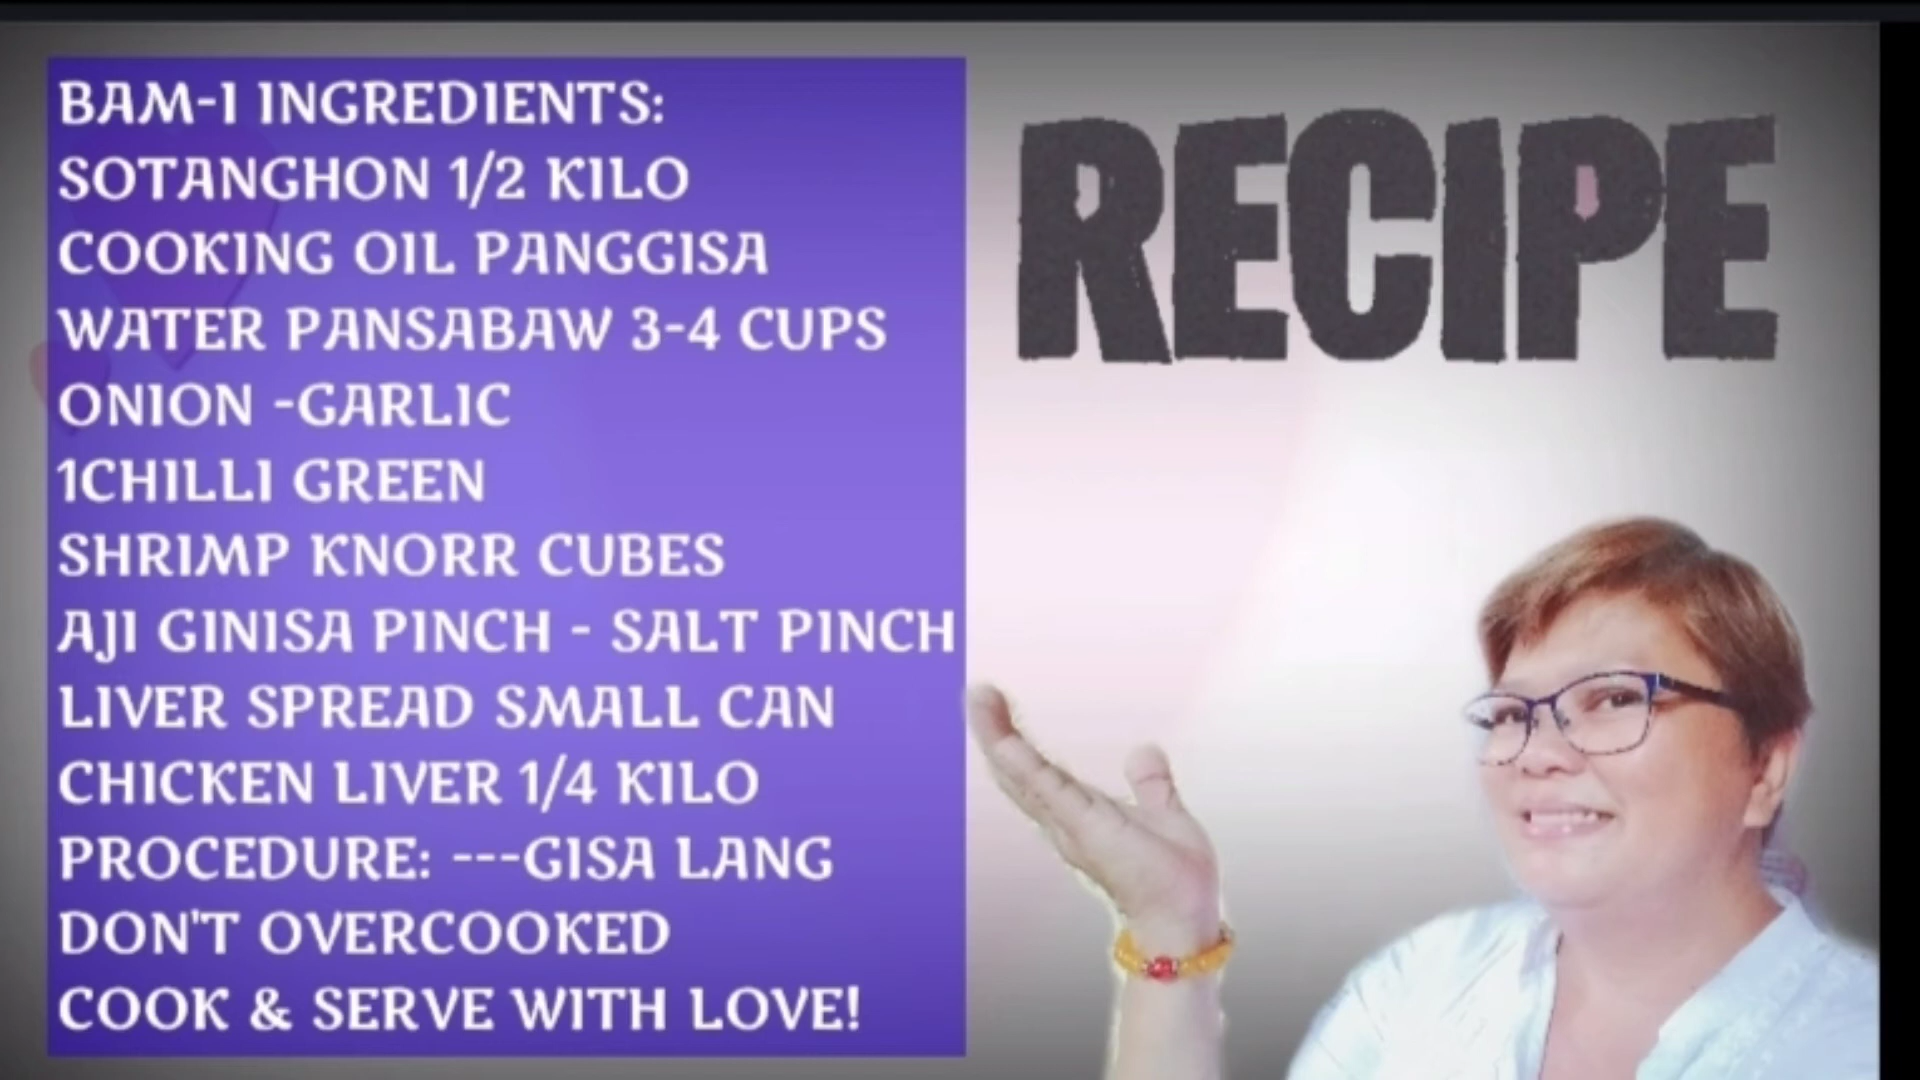 BAM-I INGREDIENTS:
SOTANGHON 1/2 KILO
COOKING OIL PANGGISA
WATER PANSABAW 3-4 CUPS
ONION -GARLIC
1CHILLI GREEN
SHRIMP KNORR CUBES
AJI GINISA PINCH - SALT PINCH
LIVER SPREAD SMALL CAN
CHICKEN LIVER 1/4 KILO
PROCEDURE: ---GISA LANG
DON'T OVERCOOKED
COOK & SERVE WITH LOVE!
RECIPE